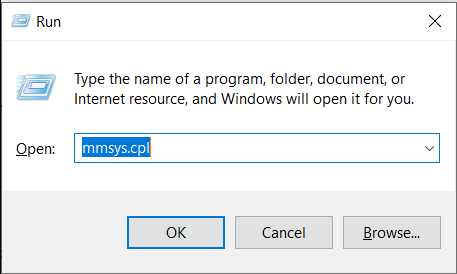 Run
Type the name of a program, folder, document, or
Internet resource, and Windows will open it for you.
Open: mmsys.cpl
OK Cancel Browse...